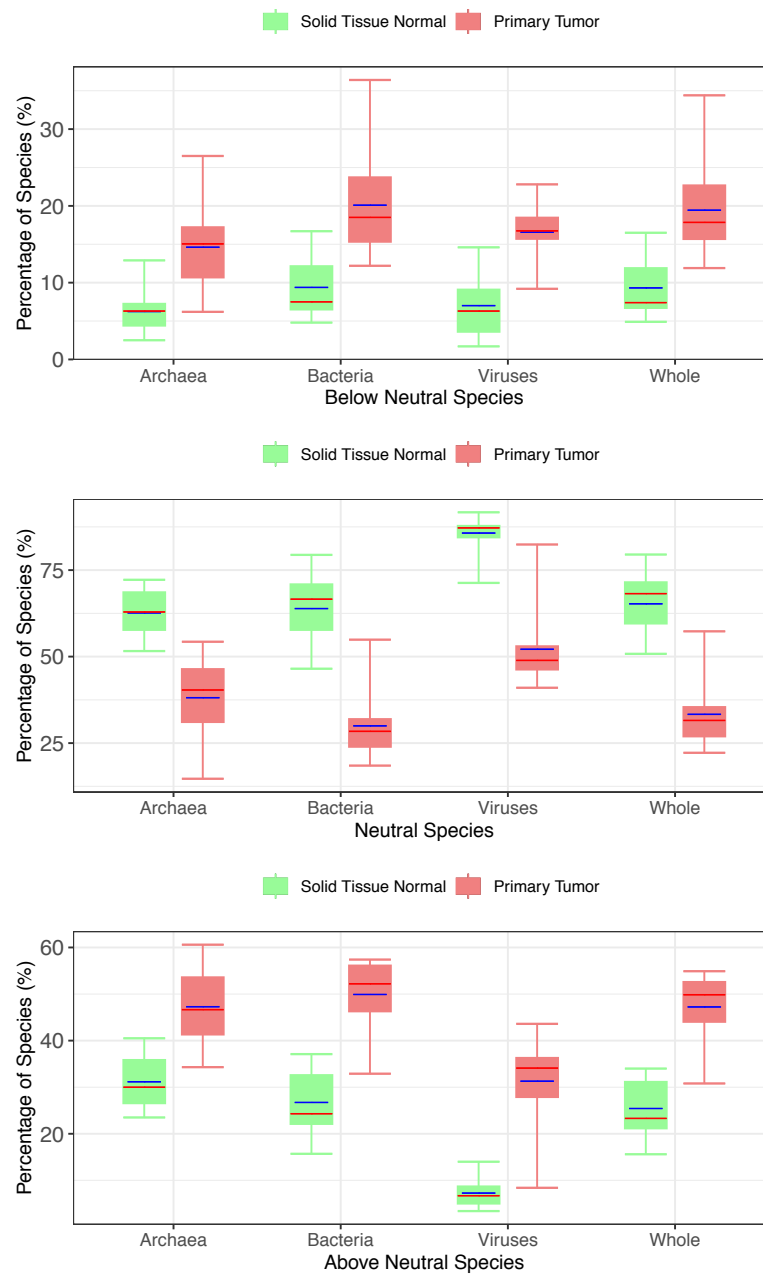 Solid Tissue Normal Primary Tumor
Percentage of Species (%)
30
20
10
0
Archaea Bacteria Viruses Whole
Below Neutral Species
Solid Tissue Normal Primary Tumor
Percentage of Species (%)
75
50
25
Archaea Bacteria Viruses Whole
Neutral Species
Solid Tissue Normal Primary Tumor
Percentage of Species (%)
60
40
20
Archaea Bacteria Viruses Whole
Above Neutral Species